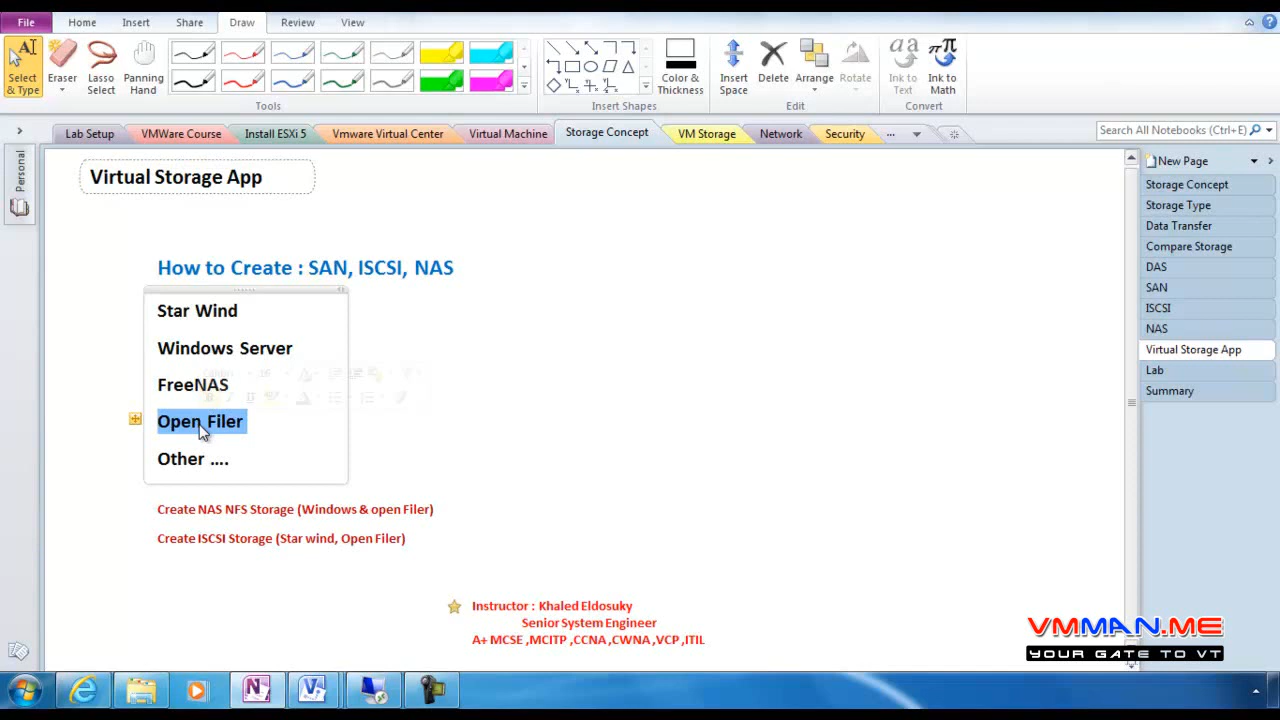 File Home Insert Share Draw Review View
Select & Type
Eraser
Lasso Select
Panning Hand
Color & Thickness
Insert Space
Delete
Arrange
Rotate
Ink to Text
Ink to Math
Tools Insert Shapes Edit Convert
Lab Setup VMWare Course Install ESXi 5 Vmware Virtual Center Virtual Machine Storage Concept VM Storage Network Security ...
Search All Notebooks (Ctrl+E)
Personal
Virtual Storage App
How to Create : SAN, ISCSI, NAS
Star Wind
Windows Server
FreeNAS
Open Filer
Other ....
Create NAS NFS Storage (Windows & open Filer)
Create ISCSI Storage (Star wind, Open Filer)
Instructor : Khaled Eldosuky
Senior System Engineer
A+ MCSE ,MCITP ,CCNA ,CWNA ,VCP ,ITIL
New Page
Storage Concept
Storage Type
Data Transfer
Compare Storage
DAS
SAN
ISCSI
NAS
Virtual Storage App
Lab
Summary
VMMAN.ME
YOUR GATE TO VT